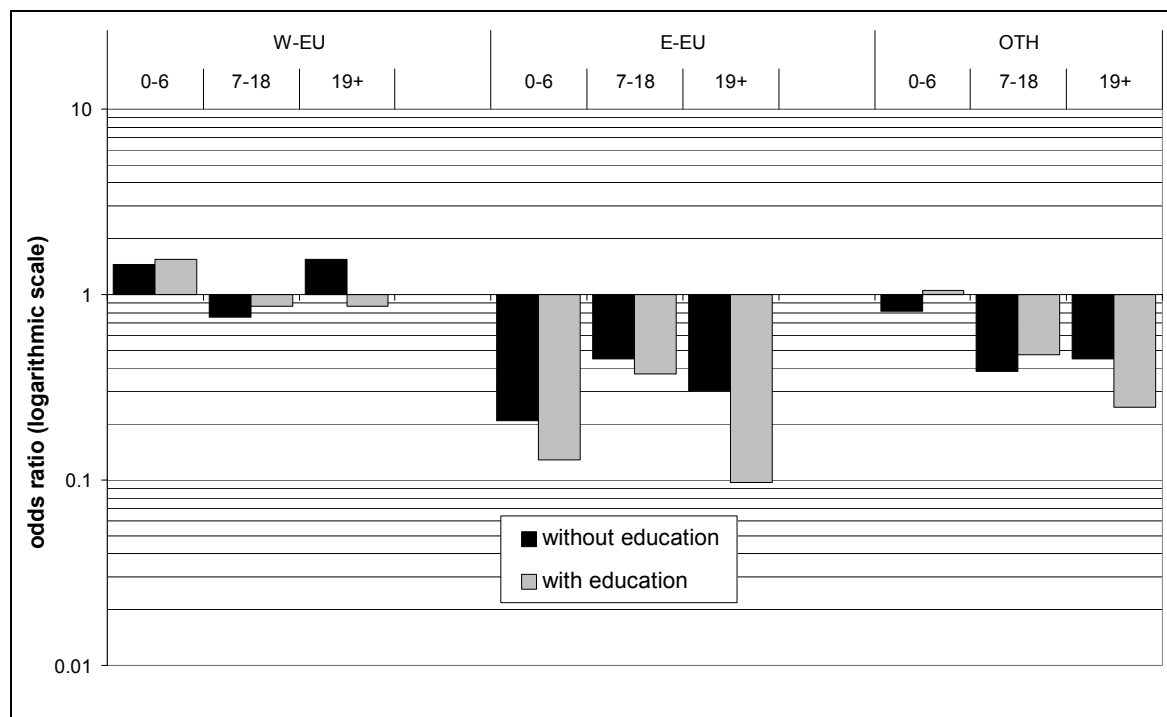 W-EU E-EU OTH
0-6 7-18 19+ 0-6 7-18 19+ 0-6 7-18 19+
10
1
0.1
0.01
odds ratio (logarithmic scale)
without education
with education